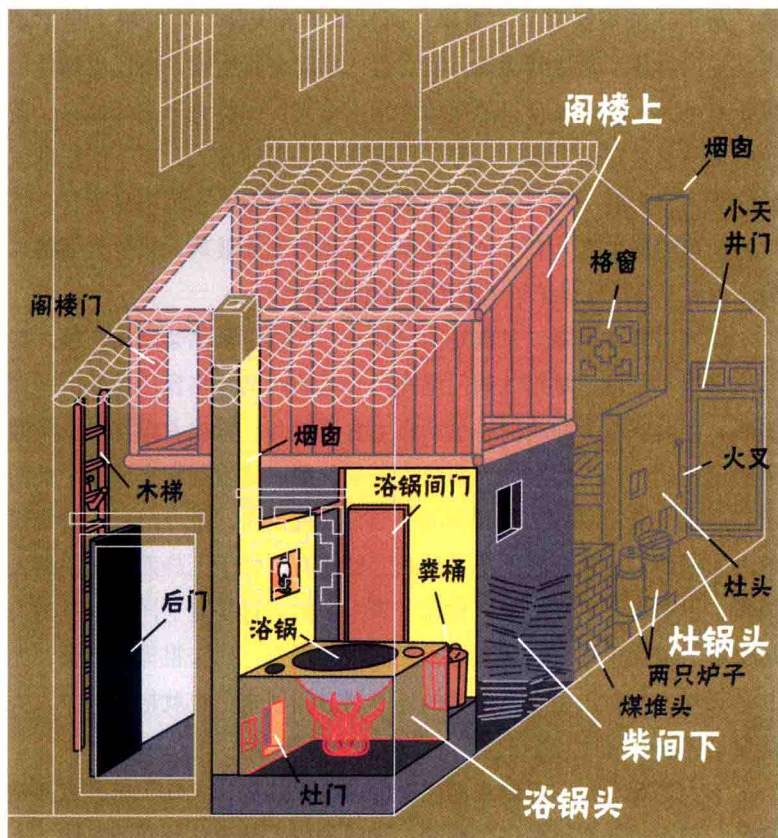 阁楼上
烟囱
小天
井门
格窗
阁楼门
烟囱
木梯
浴锅间门
火叉
粪桶
后门
灶头
浴锅
灶锅头
两只炉子
煤堆头
柴间下
灶门
浴锅头